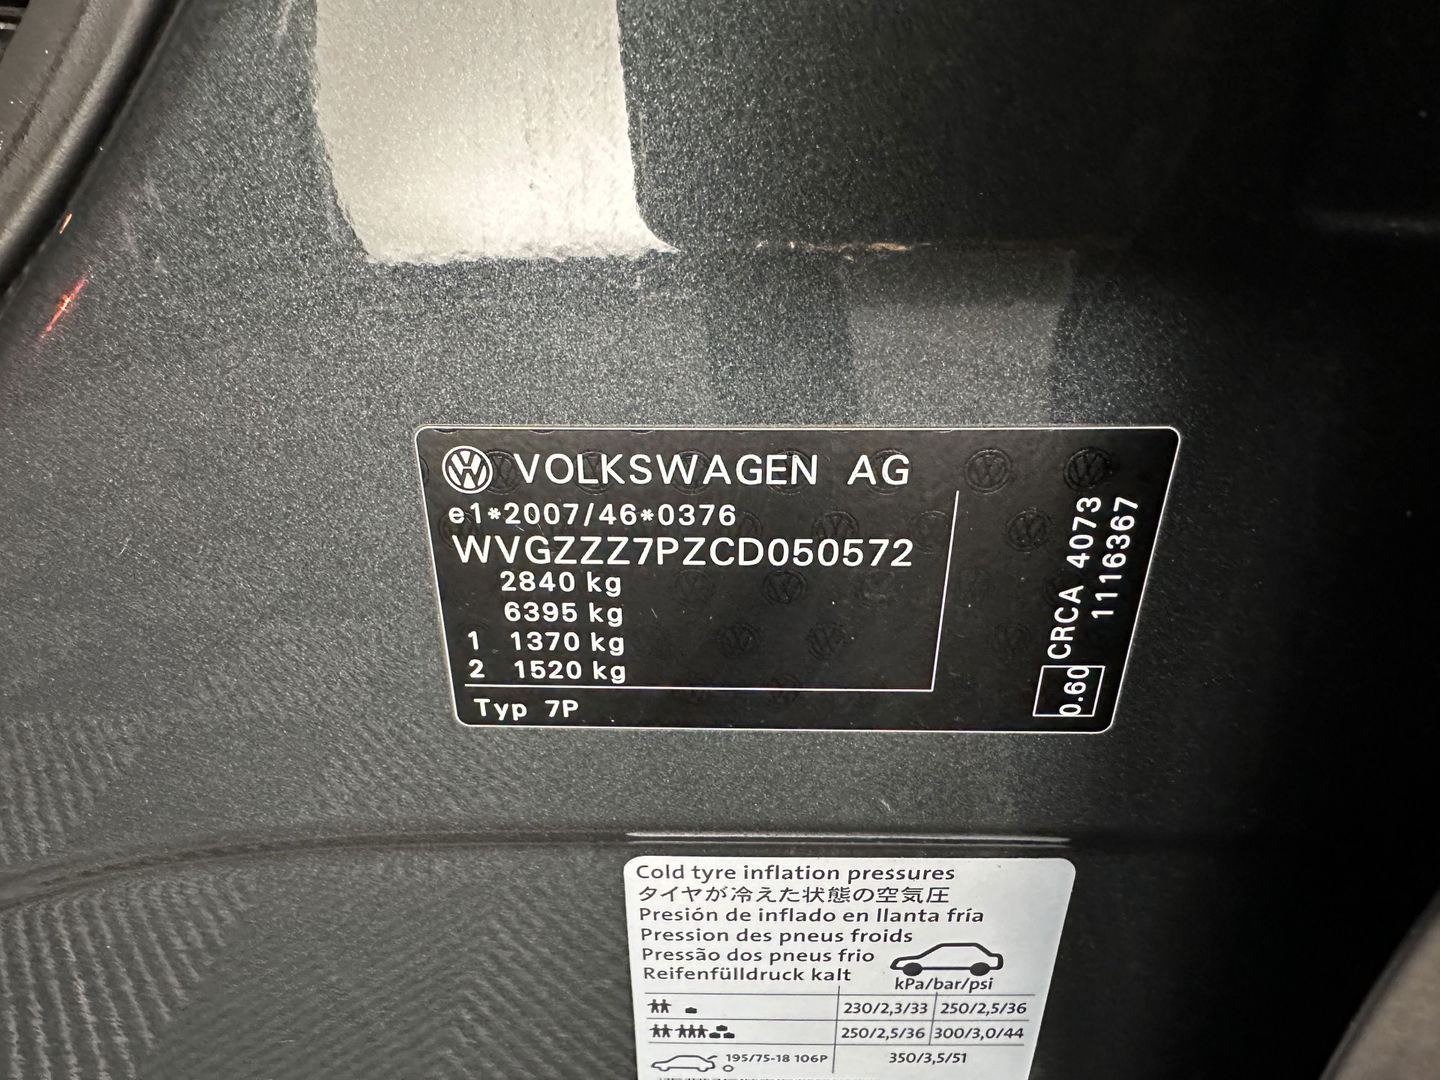 VOLKSWAGEN AG
e1*2007/46*0376
WVGZZZ7PZCD050572
2840 kg
6395 kg
1 1370 kg
2 1520 kg
Typ 7P
CRCA 4073
1116367
0.60
Cold tyre inflation pressures
タイヤが冷えた状態の空気圧
Presión de inflado en llanta fría
Pression des pneus froids
Pressão dos pneus frio
Reifenfülldruck kalt
kPa/bar/psi
230/2,3/33 250/2,5/36
250/2,5/36 300/3,0/44
195/75-18 106P 350/3,5/51